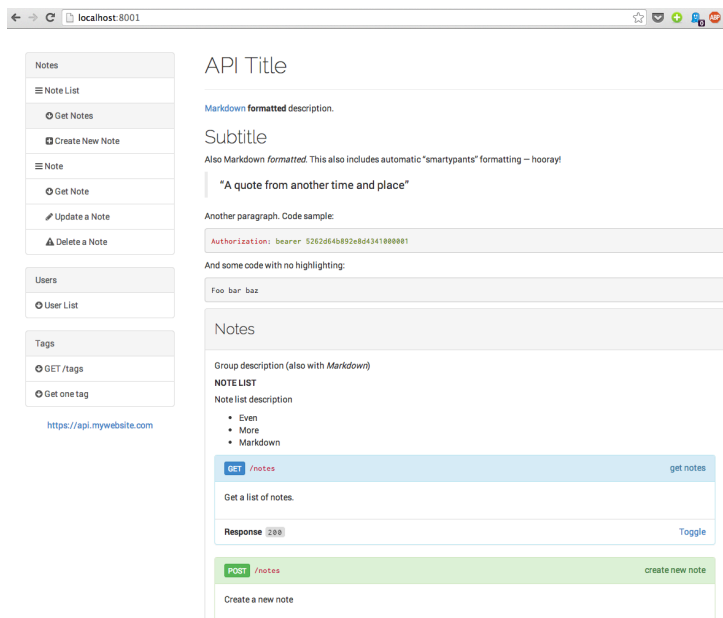 localhost:8001
0
ABP
Notes
Note List
Get Notes
Create New Note
Note
Get Note
Update a Note
Delete a Note
Users
User List
Tags
GET /tags
Get one tag
https://api.mywebsite.com
API Title
Markdown formatted description.
Subtitle
Also Markdown formatted. This also includes automatic “smartypants” formatting — hooray!
“A quote from another time and place”
Another paragraph. Code sample:
Authorization: bearer 5262d64b892e8d4341000001
And some code with no highlighting:
Foo bar baz
Notes
Group description (also with Markdown)
NOTE LIST
Note list description
Even
More
Markdown
GET /notes get notes
Get a list of notes.
Response 200 Toggle
POST /notes create new note
Create a new note